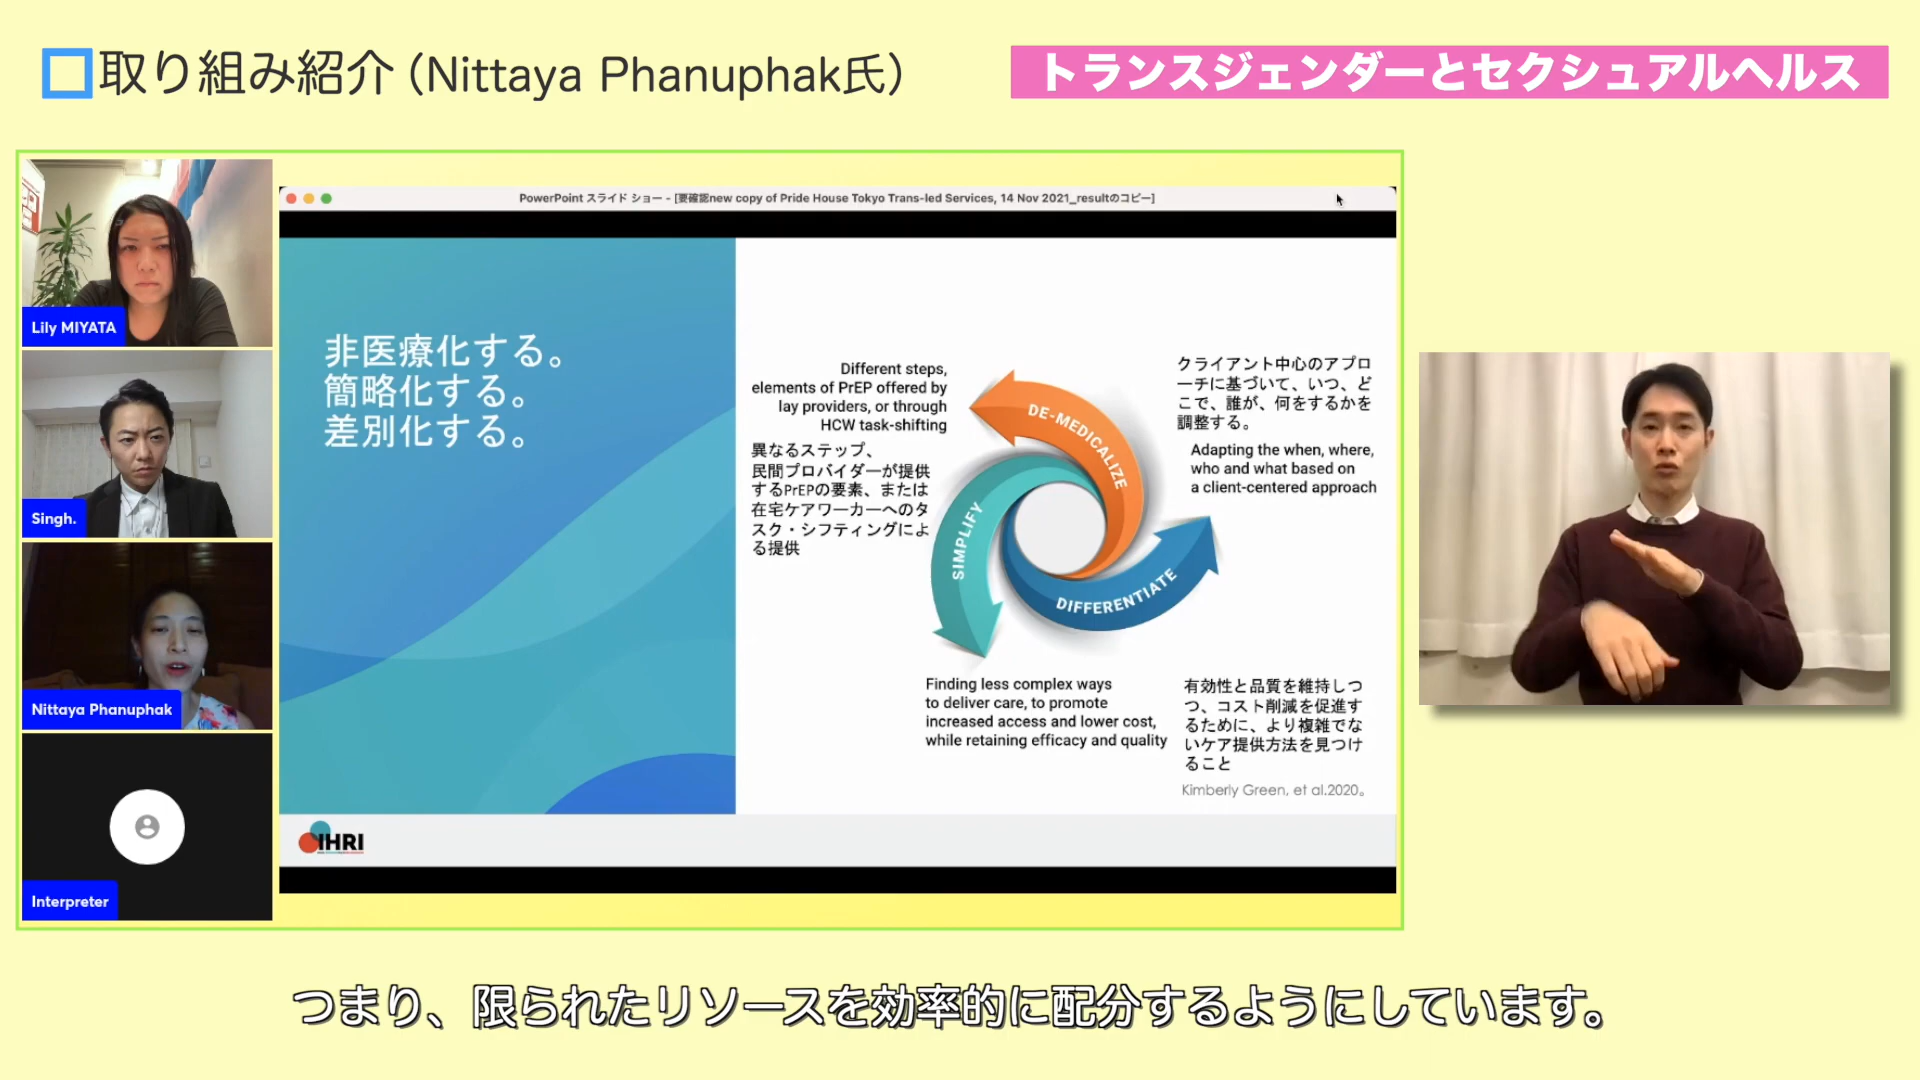 取り組み紹介（Nittaya Phanuphak氏）
トランスジェンダーとセクシュアルヘルス
PowerPoint スライド ショー - [要確認new copy of Pride House Tokyo Trans-led Services, 14 Nov 2021_resultのコピー]
Lily MIYATA
Singh.
Nittaya Phanuphak
Interpreter
非医療化する。
簡略化する。
差別化する。
Different steps,
elements of PrEP offered by
lay providers, or through
HCW task-shifting
異なるステップ、
民間プロバイダーが提供
するPrEPの要素、または
在宅ケアワーカーへのタ
スク・シフティングによ
る提供
DE-MEDICALIZE
SIMPLIFY
DIFFERENTIATE
クライアント中心のアプロ
ーチに基づいて、いつ、ど
こで、誰が、何をするかを
調整する。
Adapting the when, where,
who and what based on
a client-centered approach
Finding less complex ways
to deliver care, to promote
increased access and lower cost,
while retaining efficacy and quality
有効性と品質を維持しつ
つ、コスト削減を促進す
るために、より複雑でな
いケア提供方法を見つけ
ること
Kimberly Green, et al.2020。
IHRI
つまり、限られたリソースを効率的に配分するようにしています。